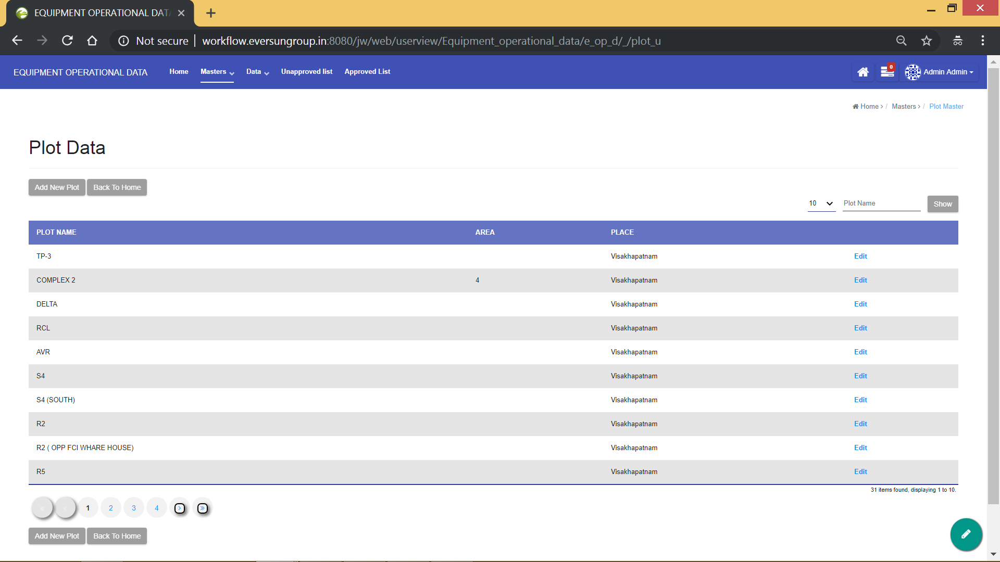 EQUIPMENT OPERATIONAL DAT
Not secure workflow.eversungroup.in:8080/jw/web/userview/Equipment_operational_data/e_op_d/_/plot_u
EQUIPMENT OPERATIONAL DATA Home Masters Data Unapproved list Approved List 0 Admin Admin
Home > / Masters > / Plot Master
Plot Data
Add New Plot Back To Home
10 Plot Name Show
PLOT NAME AREA PLACE
TP-3 Visakhapatnam Edit
COMPLEX 2 4 Visakhapatnam Edit
DELTA Visakhapatnam Edit
RCL Visakhapatnam Edit
AVR Visakhapatnam Edit
S4 Visakhapatnam Edit
S4 (SOUTH) Visakhapatnam Edit
R2 Visakhapatnam Edit
R2 ( OPP FCI WHARE HOUSE) Visakhapatnam Edit
R5 Visakhapatnam Edit
31 items found, displaying 1 to 10.
« ‹ 1 2 3 4 › »
Add New Plot Back To Home